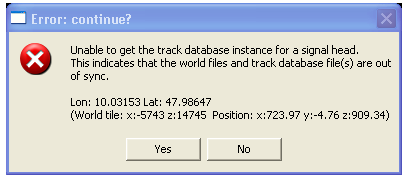 Error: continue?
Unable to get the track database instance for a signal head.
This indicates that the world files and track database file(s) are out
of sync.
Lon: 10.03153 Lat: 47.98647
(World tile: x:-5743 z:14745  Position: x:723.97 y:-4.76 z:909.34)
Yes No